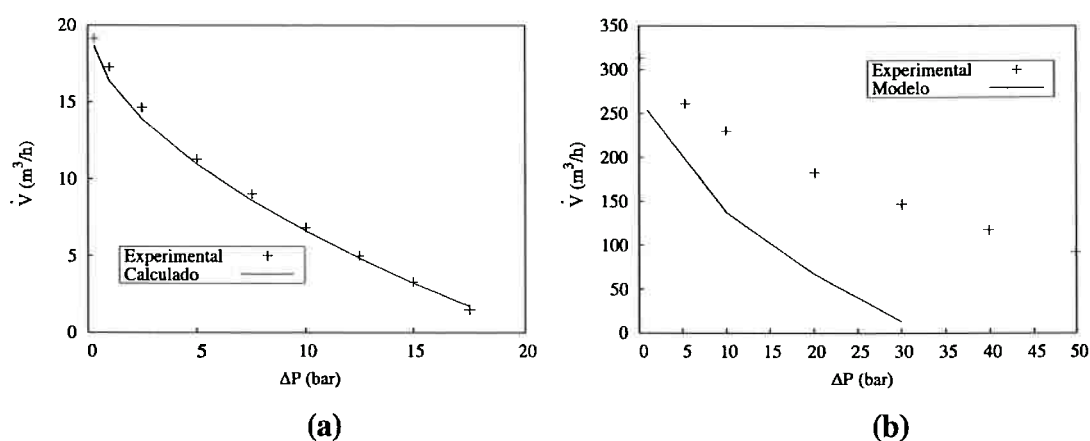 20
15
10
5
0
V̇ (m³/h)
Experimental +
Calculado
0 5 10 15 20
ΔP (bar)
(a)
350
300
250
200
150
100
50
0
V̇ (m³/h)
Experimental +
Modelo
0 5 10 15 20 25 30 35 40 45 50
ΔP (bar)
(b)